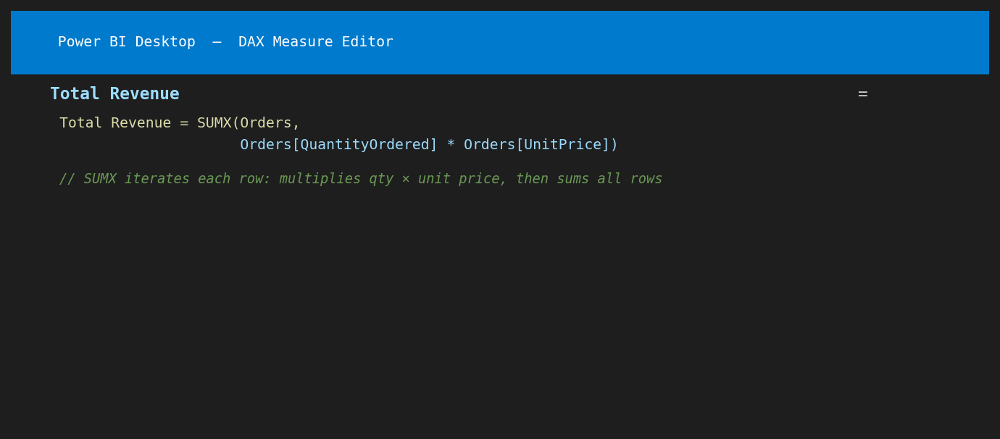 Power BI Desktop  —  DAX Measure Editor
Total Revenue =
Total Revenue = SUMX(Orders,
Orders[QuantityOrdered] * Orders[UnitPrice])
// SUMX iterates each row: multiplies qty × unit price, then sums all rows